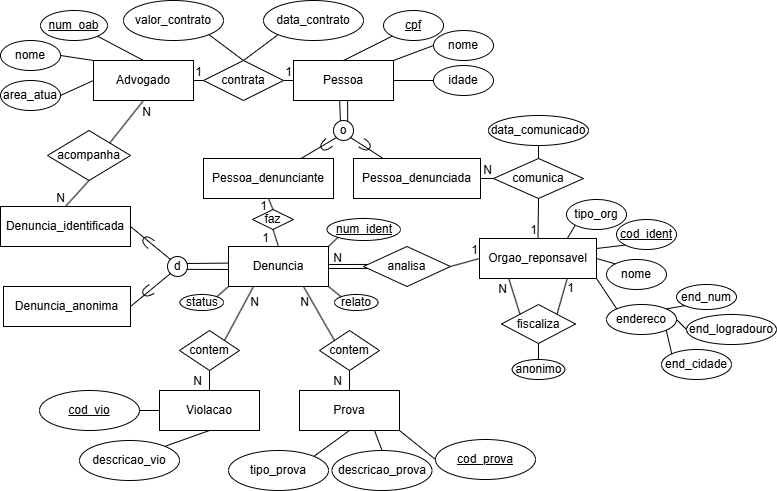 num_oab
valor_contrato
data_contrato
cpf
nome
nome
Advogado
1
contrata
1
Pessoa
idade
area_atua
N
o
data_comunicado
acompanha
N
Pessoa_denunciante
Pessoa_denunciada
N
comunica
1
faz
1
1
tipo_org
Denuncia_identificada
num_ident
cod_ident
d
Denuncia
N
analisa
1
Orgao_reponsavel
nome
Denuncia_anonima
status
relato
N
N
N
1
end_num
endereco
fiscaliza
end_logradouro
contem
contem
end_cidade
anonimo
N
N
cod_vio
Violacao
Prova
descricao_vio
tipo_prova
descricao_prova
cod_prova